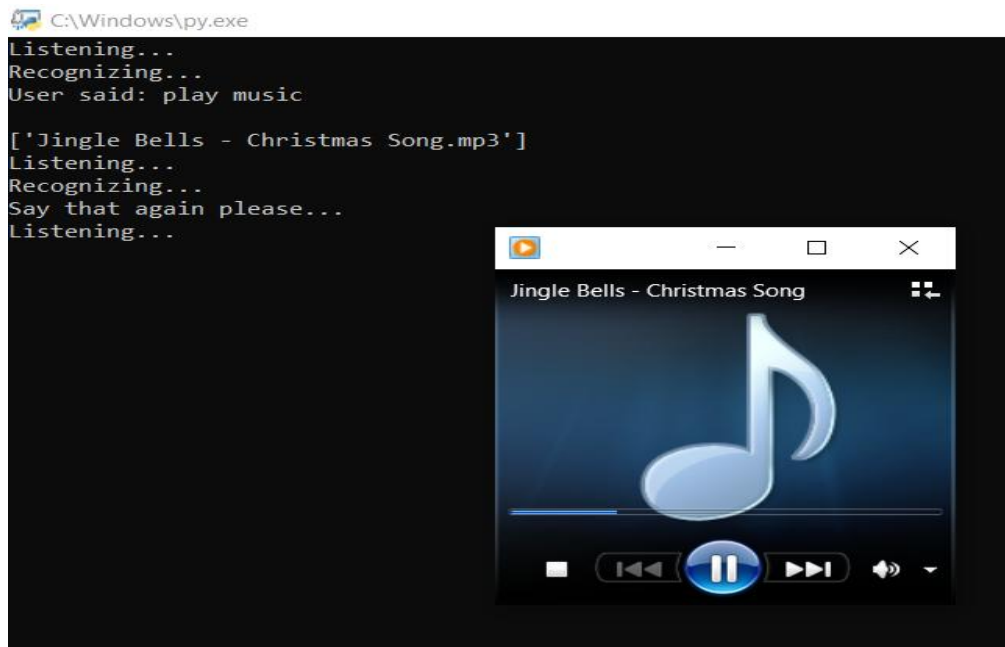 C:\Windows\py.exe
Listening...
Recognizing...
User said: play music
['Jingle Bells - Christmas Song.mp3']
Listening...
Recognizing...
Say that again please...
Listening...
Jingle Bells - Christmas Song